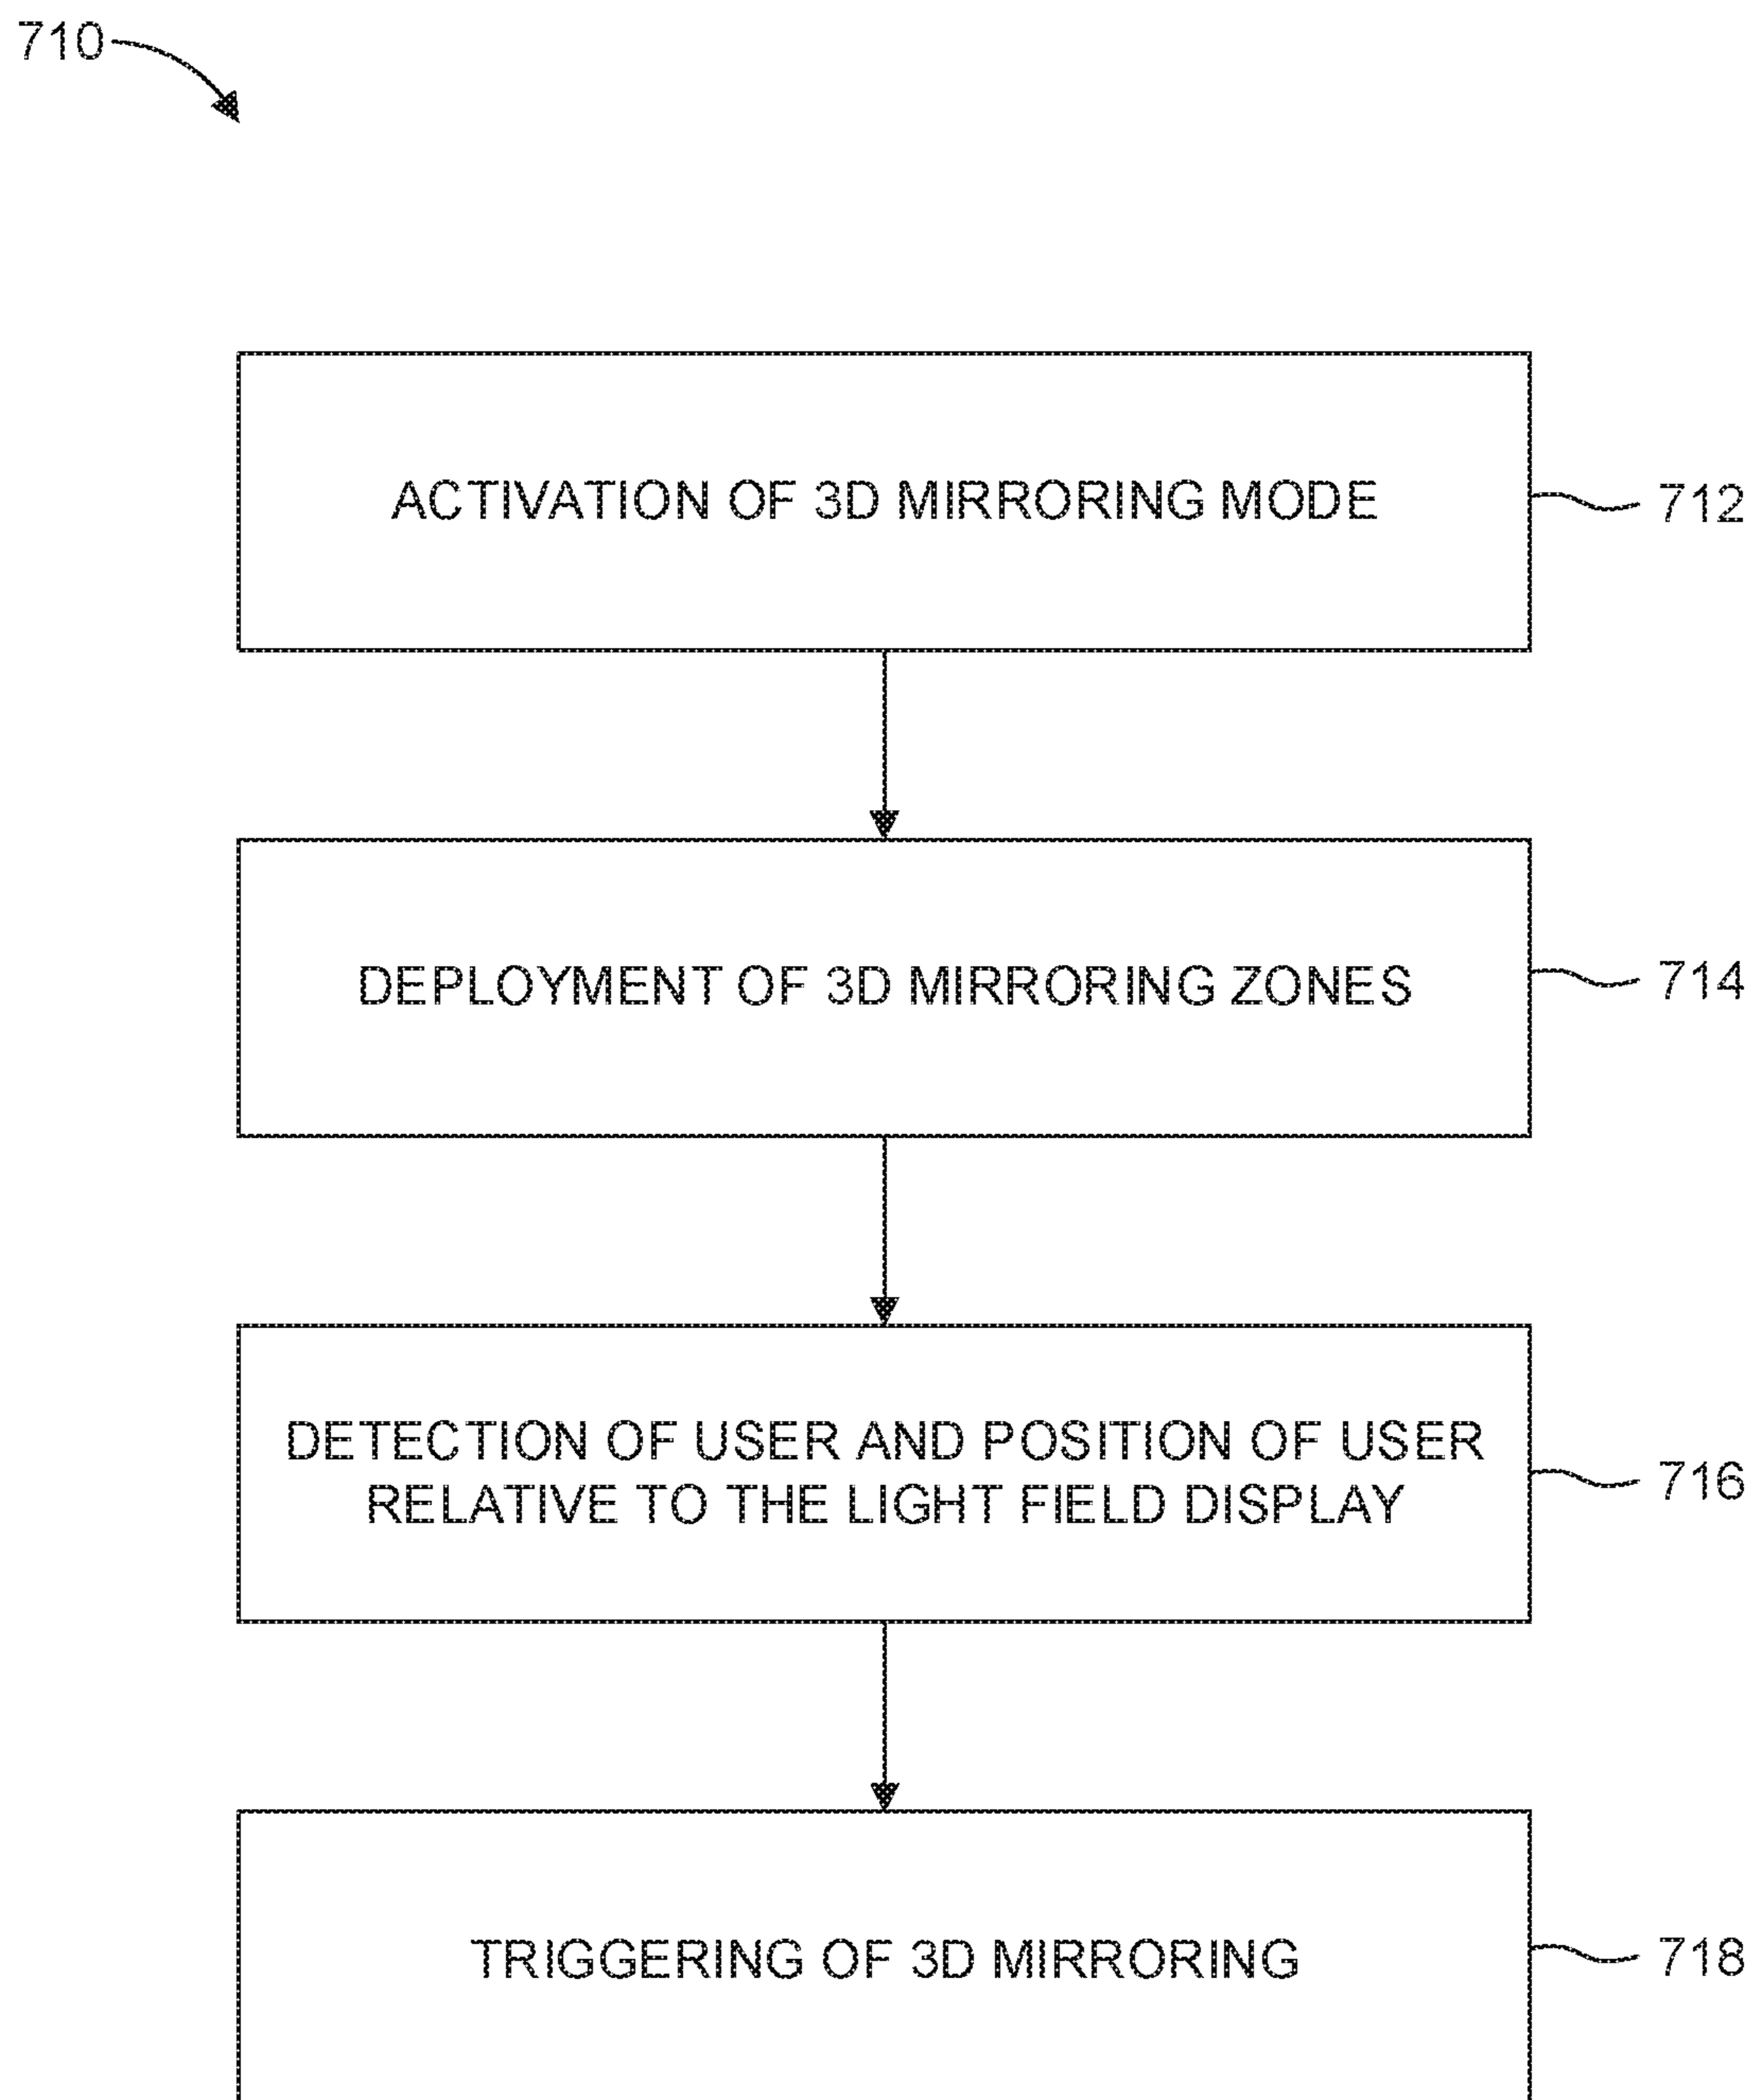 710
ACTIVATION OF 3D MIRRORING MODE
712
DEPLOYMENT OF 3D MIRRORING ZONES
714
DETECTION OF USER AND POSITION OF USER
RELATIVE TO THE LIGHT FIELD DISPLAY
716
TRIGGERING OF 3D MIRRORING
718